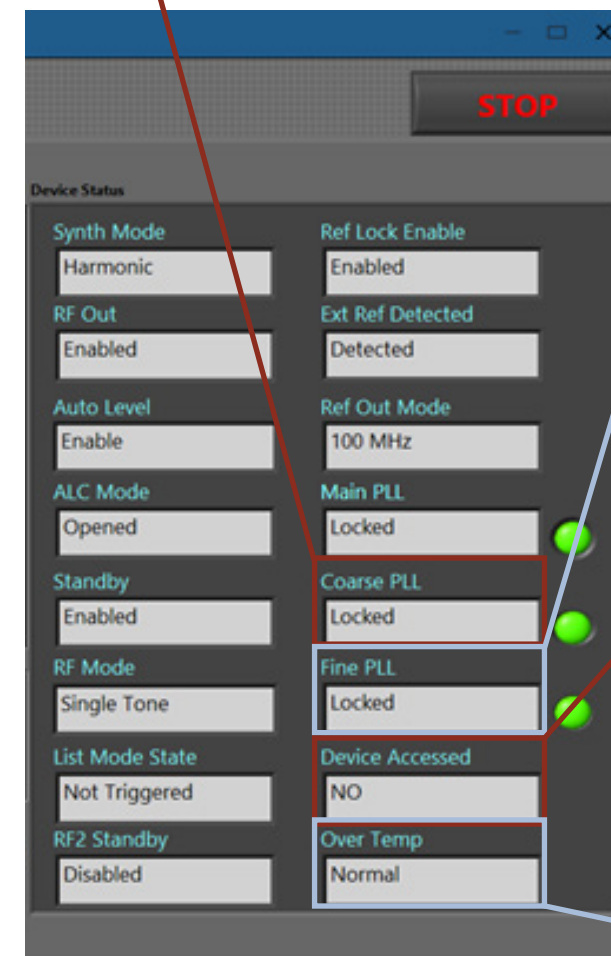 STOP
Device Status
Synth Mode
Harmonic
RF Out
Enabled
Auto Level
Enable
ALC Mode
Opened
Standby
Enabled
RF Mode
Single Tone
List Mode State
Not Triggered
RF2 Standby
Disabled
Ref Lock Enable
Enabled
Ext Ref Detected
Detected
Ref Out Mode
100 MHz
Main PLL
Locked
Coarse PLL
Locked
Fine PLL
Locked
Device Accessed
NO
Over Temp
Normal